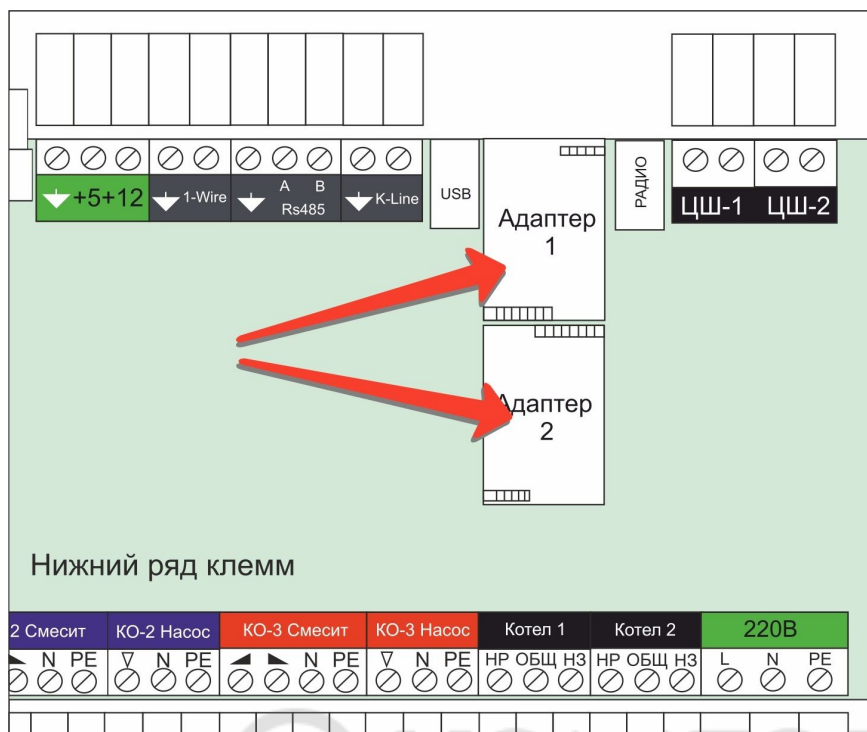 +5+12 1-Wire A B Rs485 K-Line
USB
Адаптер
1
РАДИО
ЦШ-1 ЦШ-2
Адаптер
2
Нижний ряд клемм
2 Смесит КО-2 Насос КО-3 Смесит КО-3 Насос Котел 1 Котел 2 220В
N PE N PE N PE N PE НР ОБЩ НЗ НР ОБЩ НЗ L N PE